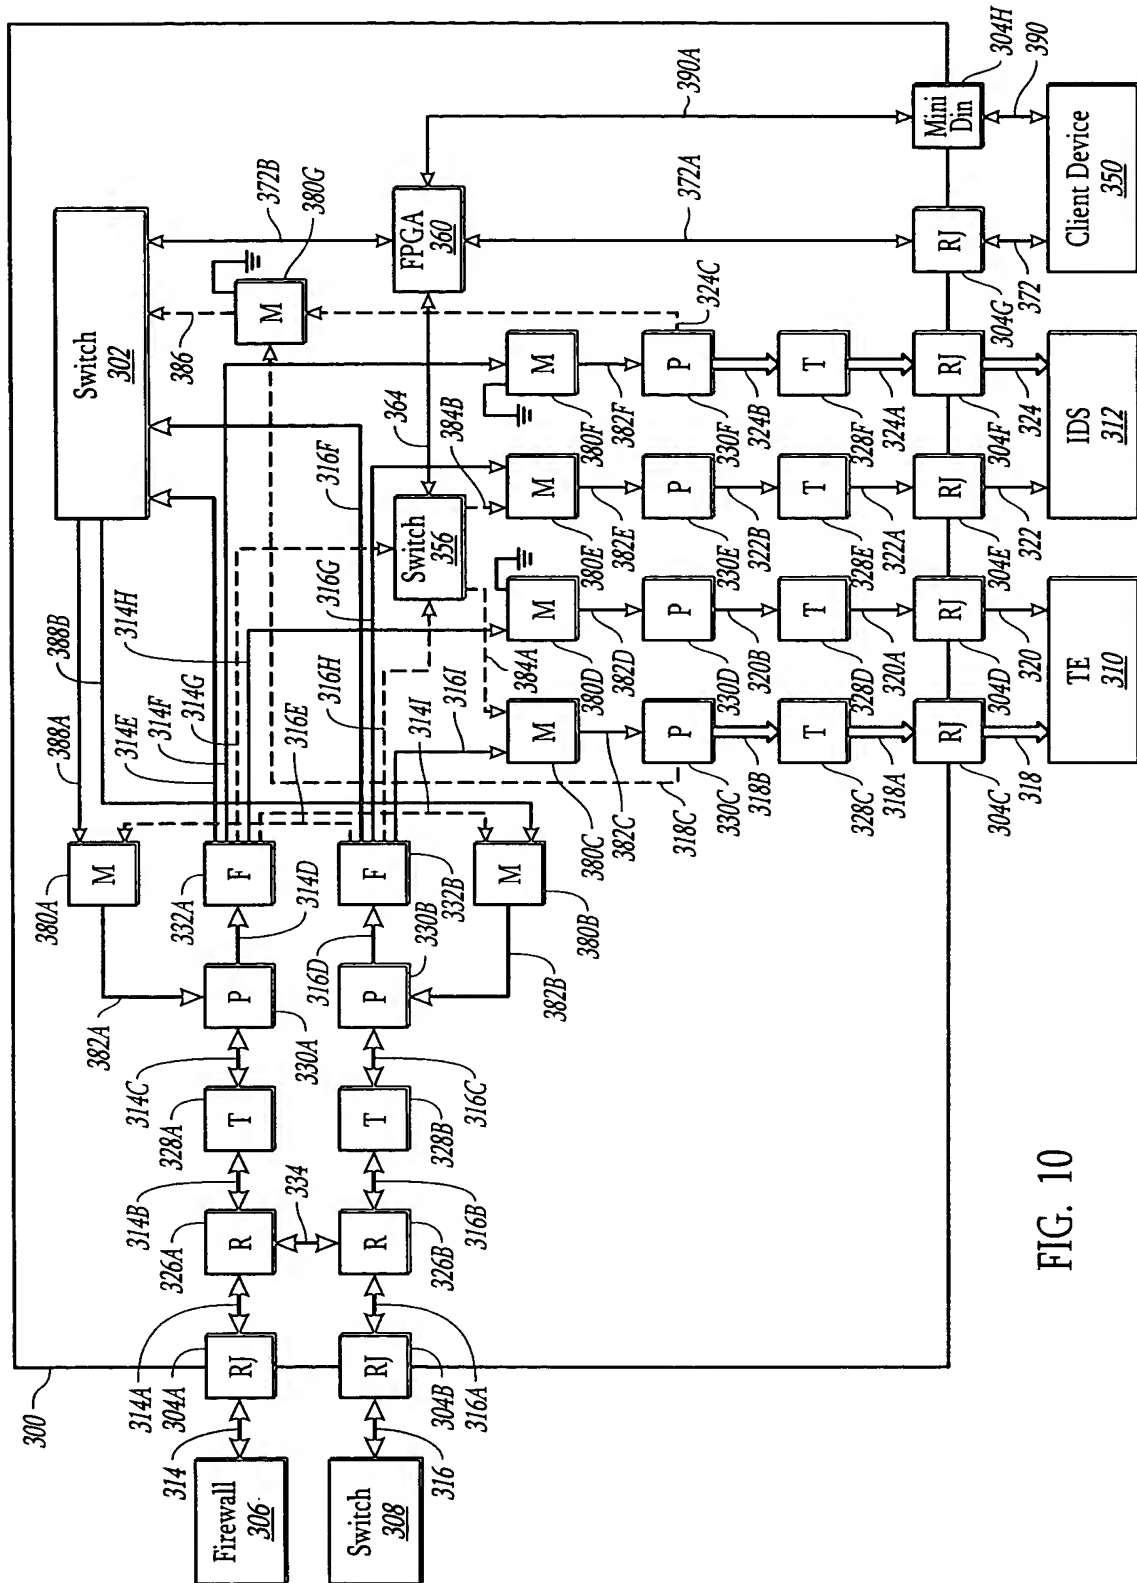 300
314
314A
304A
326A
314B
328A
314C
382A
380A
332A
388A
314E
314F
314G
314H
388B
316E
316H
316G
316F
316I
314I
386
372B
380G
390A
372A
364
384B
384A
324C
318C
Firewall
306
RJ
R
T
P
F
M
330A
314D
334
316D
330B
332B
380B
382B
Switch
308
RJ
R
T
P
F
M
316
304B
316A
326B
316B
328B
316C
Switch
302
M
FPGA
360
Switch
356
M
M
M
M
380C
380D
380E
380F
382C
382D
382E
382F
P
P
P
P
330C
330D
330E
330F
318B
320B
322B
324B
T
T
T
T
328C
328D
328E
328F
318A
320A
322A
324A
RJ
RJ
RJ
RJ
RJ
Mini
Din
304C
304D
304E
304F
304G
304H
318
320
322
324
372
390
TE
310
IDS
312
Client Device
350
FIG. 10